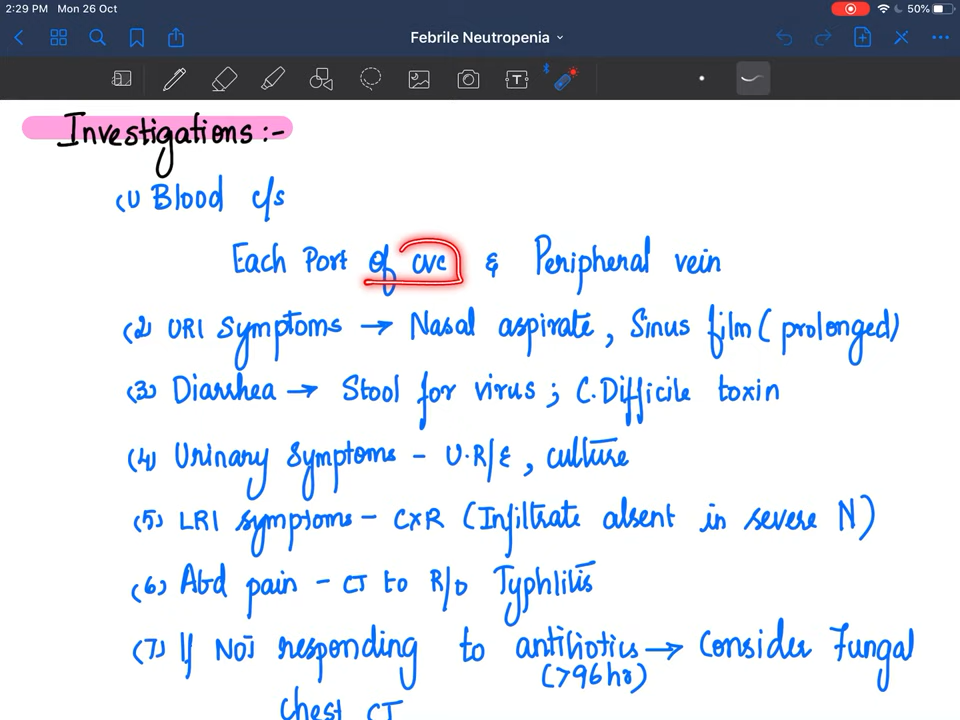 2:29 PM Mon 26 Oct 50%
Febrile Neutropenia
Investigations :-
(1) Blood c/s
Each Port of CVC & Peripheral vein
(2) URI Symptoms → Nasal aspirate, Sinus film (prolonged)
(3) Diarrhea → Stool for virus ; C.Difficile toxin
(4) Urinary Symptoms - U.R/E, culture
(5) LRI symptoms - CxR (Infiltrate absent in severe N)
(6) Abd pain - CT to R/O Typhlitis
(7) If Not responding to antibiotics → Consider Fungal
(>96 hr)
chest CT